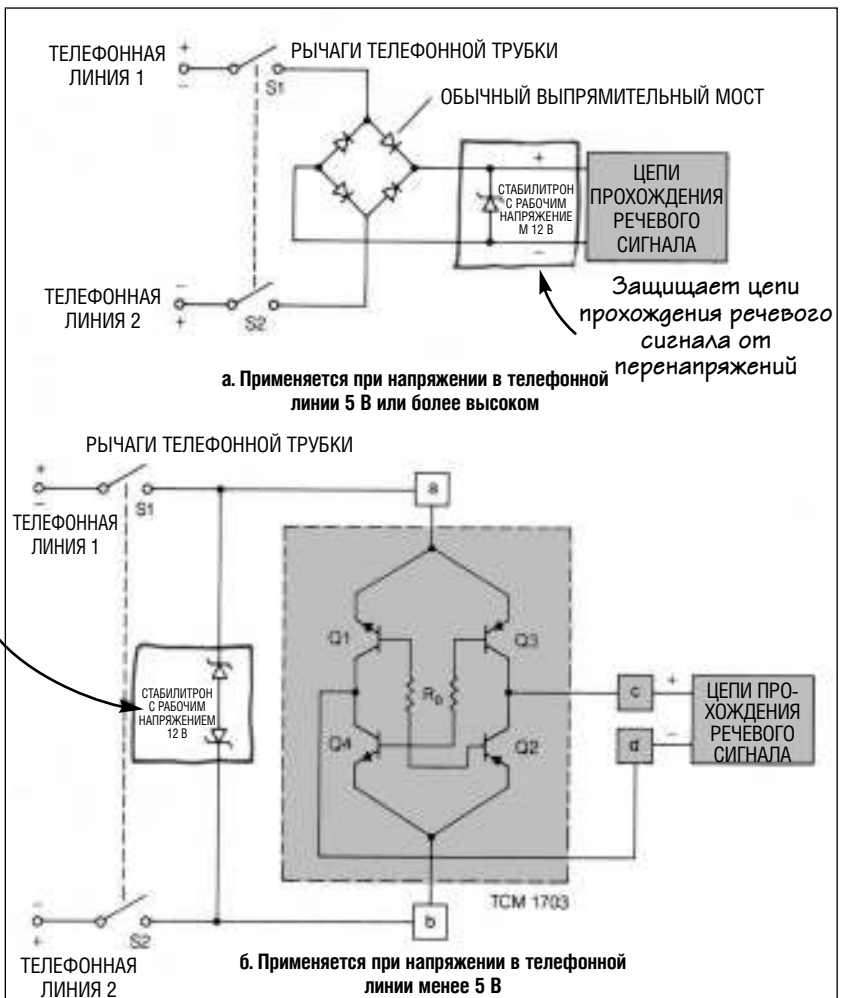 ТЕЛЕФОННАЯ
ЛИНИЯ 1
+
−
S1
РЫЧАГИ ТЕЛЕФОННОЙ ТРУБКИ
ОБЫЧНЫЙ ВЫПРЯМИТЕЛЬНЫЙ МОСТ
+
СТАБИЛИТРОН
С РАБОЧИМ
НАПРЯЖЕНИЕ
М 12 В
−
ЦЕПИ
ПРОХОЖДЕНИЯ
РЕЧЕВОГО
СИГНАЛА
ТЕЛЕФОННАЯ
ЛИНИЯ 2
−
+
S2
Защищает цепи
прохождения речевого
сигнала от
перенапряжений
а. Применяется при напряжении в телефонной
линии 5 В или более высоком
РЫЧАГИ ТЕЛЕФОННОЙ ТРУБКИ
+
−
S1
ТЕЛЕФОННАЯ
ЛИНИЯ 1
a
СТАБИЛИТРОН
С РАБОЧИМ
НАПРЯЖЕНИЕМ
12 В
Q1
Q3
RB
Q4
Q2
c
+
d
−
ЦЕПИ ПРО-
ХОЖДЕНИЯ
РЕЧЕВОГО
СИГНАЛА
TCM 1703
b
−
+
S2
ТЕЛЕФОННАЯ
ЛИНИЯ 2
б. Применяется при напряжении в телефонной
линии менее 5 В